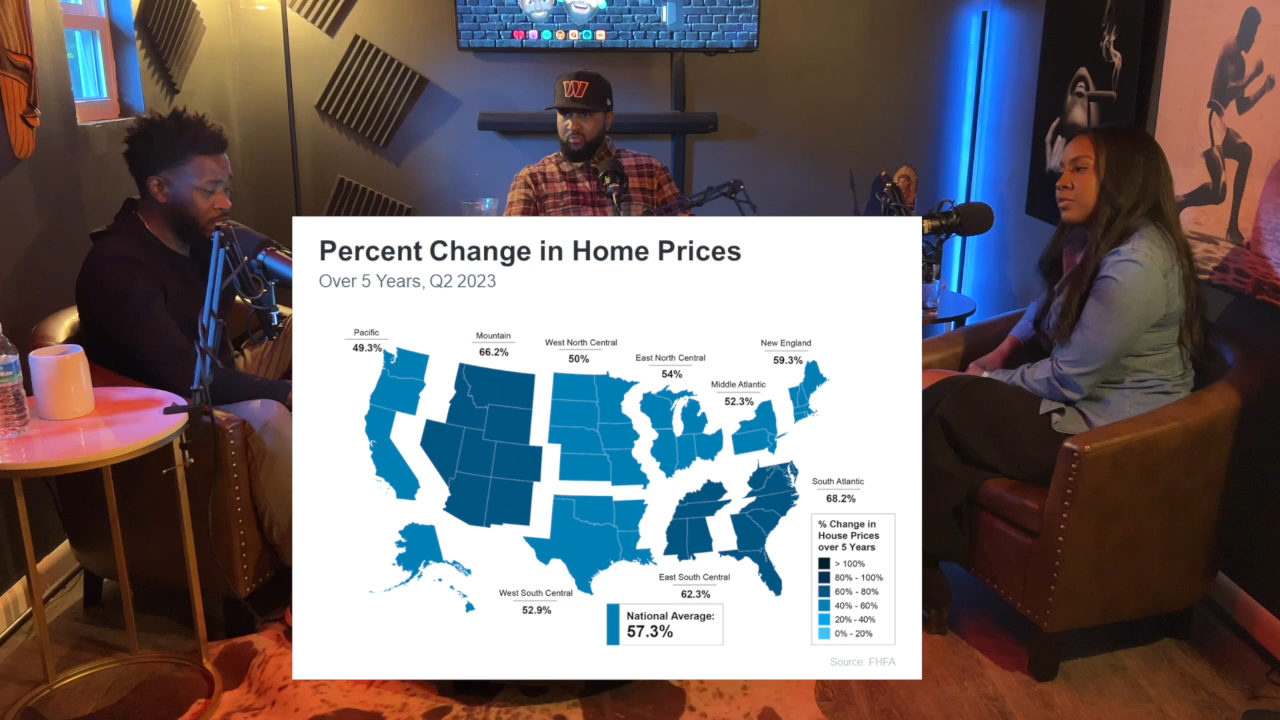 W
Percent Change in Home Prices
Over 5 Years, Q2 2023
Pacific
49.3%
Mountain
66.2%
West North Central
50%
East North Central
54%
Middle Atlantic
52.3%
New England
59.3%
South Atlantic
68.2%
% Change in
House Prices
over 5 Years
> 100%
80% - 100%
60% - 80%
40% - 60%
20% - 40%
0% - 20%
East South Central
62.3%
West South Central
52.9%
National Average:
57.3%
Source: FHFA